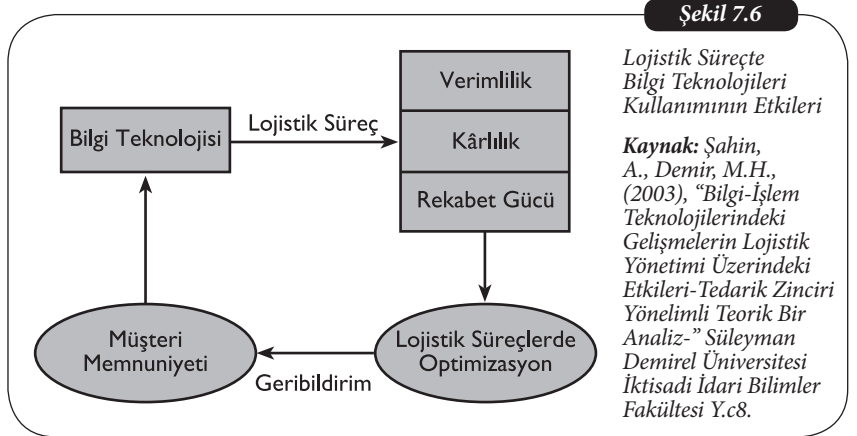 Şekil 7.6
Lojistik Süreçte
Bilgi Teknolojileri
Kullanımının Etkileri
Kaynak: Şahin,
A., Demir, M.H.,
(2003), “Bilgi-İşlem
Teknolojilerindeki
Gelişmelerin Lojistik
Yönetimi Üzerindeki
Etkileri-Tedarik Zinciri
Yönelimli Teorik Bir
Analiz-” Süleyman
Demirel Üniversitesi
İktisadi İdari Bilimler
Fakültesi Y.c8.
Bilgi Teknolojisi
Lojistik Süreç
Verimlilik
Kârlılık
Rekabet Gücü
Lojistik Süreçlerde
Optimizasyon
Geribildirim
Müşteri
Memnuniyeti